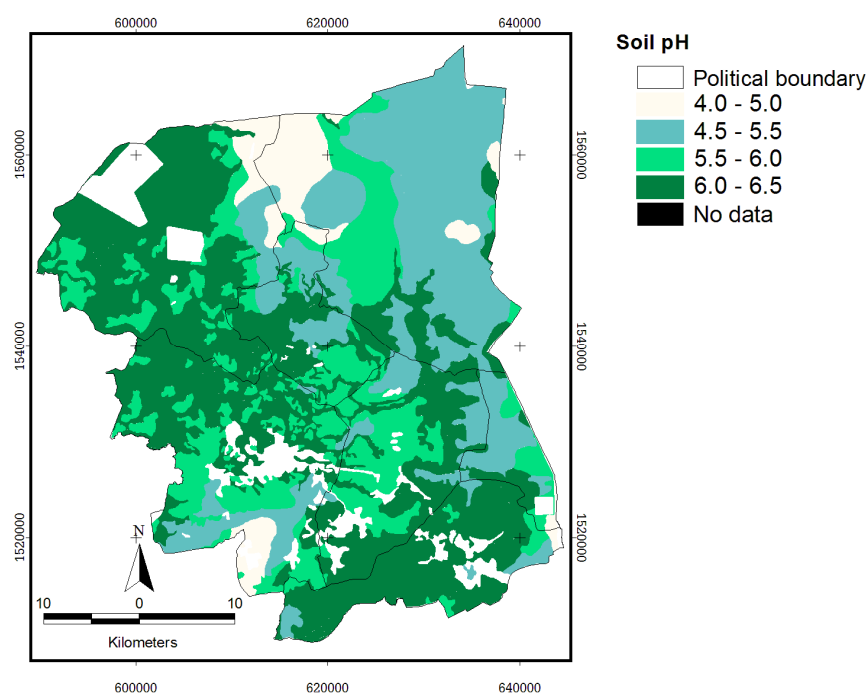 600000 620000 640000
Soil pH
Political boundary
4.0 - 5.0
4.5 - 5.5
5.5 - 6.0
6.0 - 6.5
No data
1560000 1560000
1540000 1540000
1520000 1520000
N
10 0 10
Kilometers
600000 620000 640000